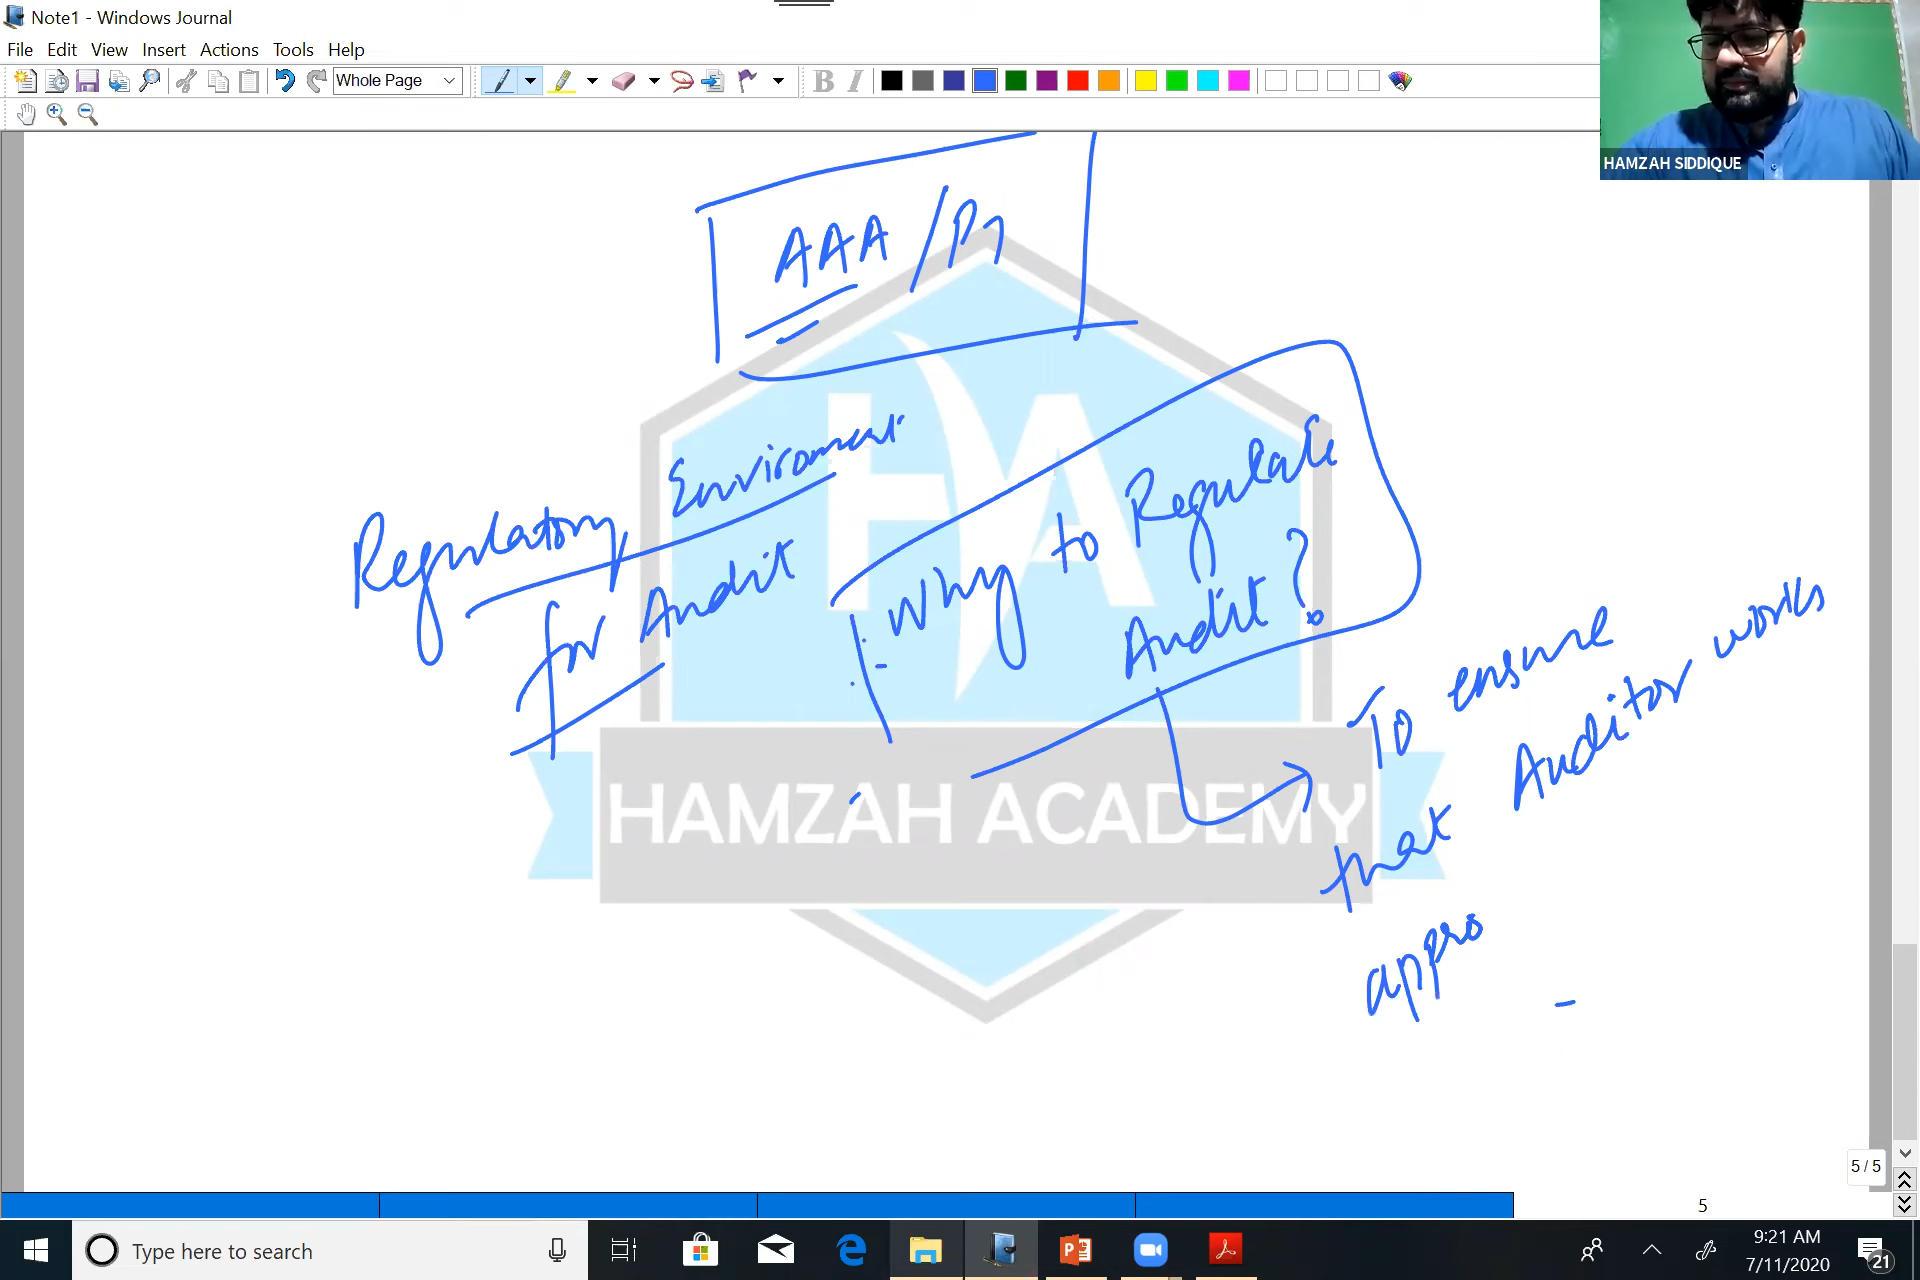 Note1 - Windows Journal
File Edit View Insert Actions Tools Help
Whole Page
B I
HAMZAH SIDDIQUE
AAA / P7
Regulatory Enviroment
for Audit
Why to Regulate
Audit?
To ensure
that Auditor works
appro
HAMZAH ACADEMY
5 / 5
5
Type here to search
9:21 AM
7/11/2020
21